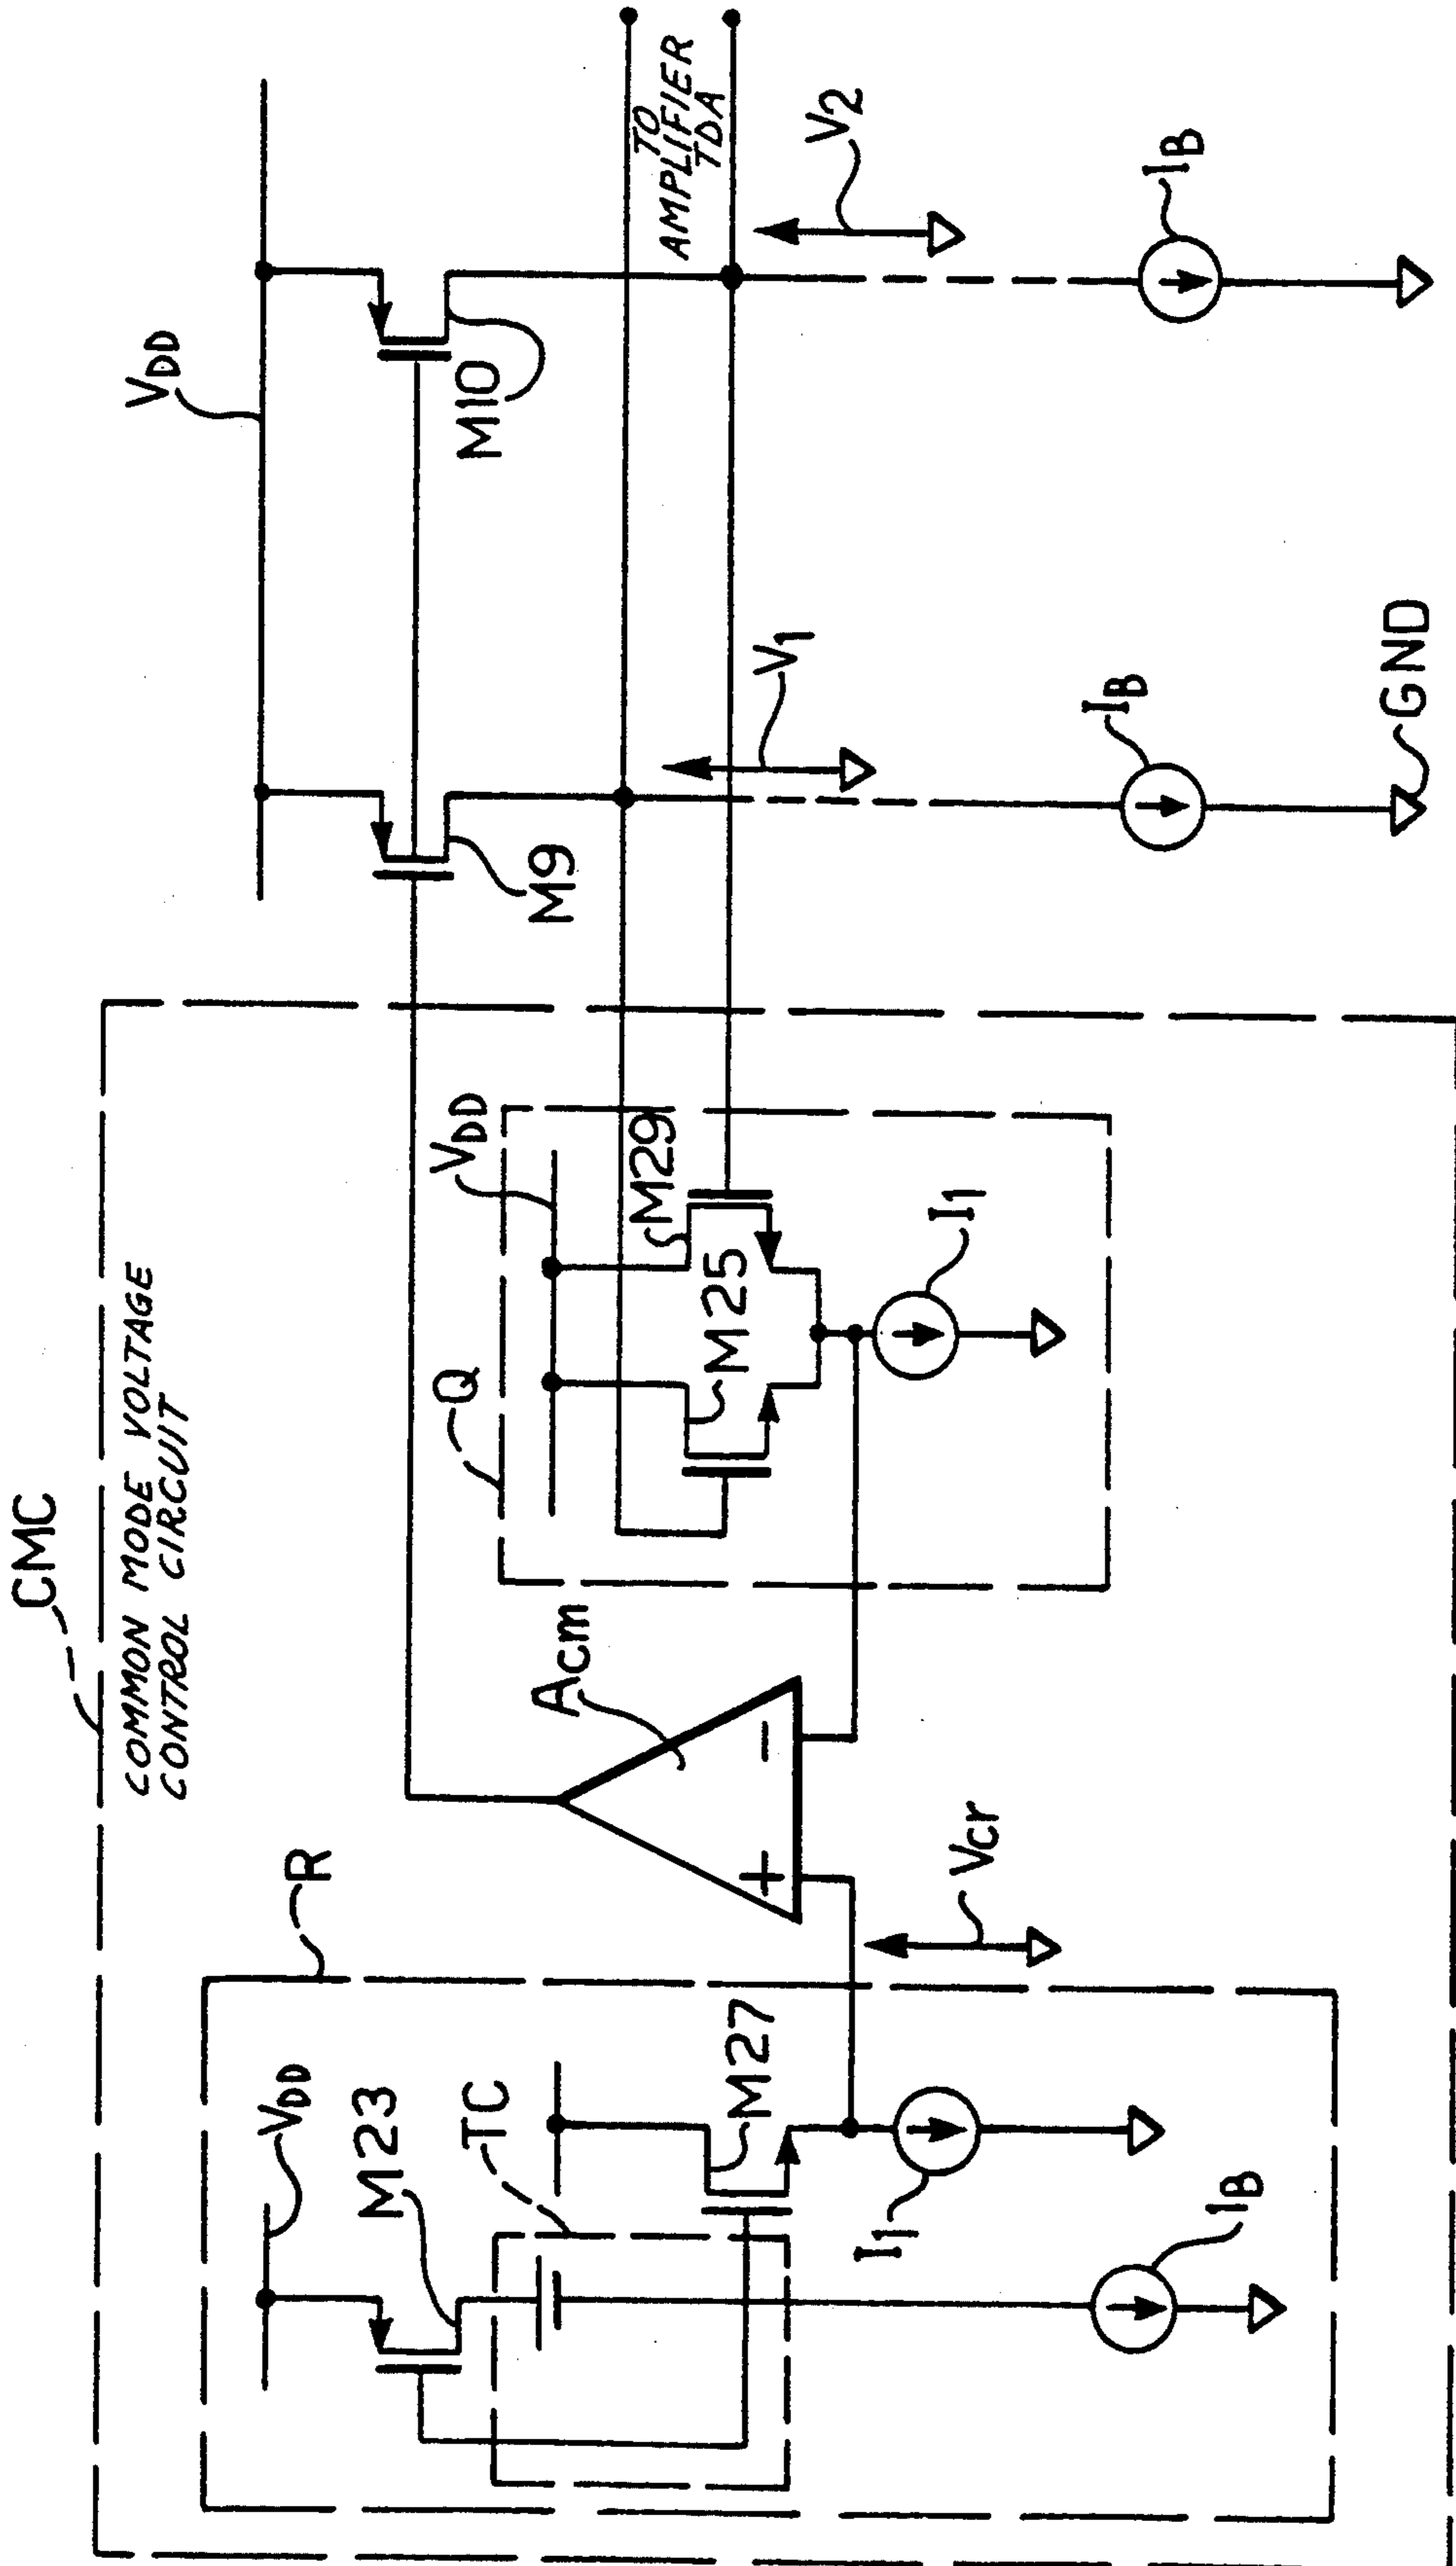 CMC
COMMON MODE VOLTAGE
CONTROL CIRCUIT
R
VDD
M23
TC
M27
I1
IB
Vcr
Acm
+
−
Q
VDD
M29
M25
I1
VDD
M9
M10
TO
AMPLIFIER
TDA
V1
V2
IB
IB
GND